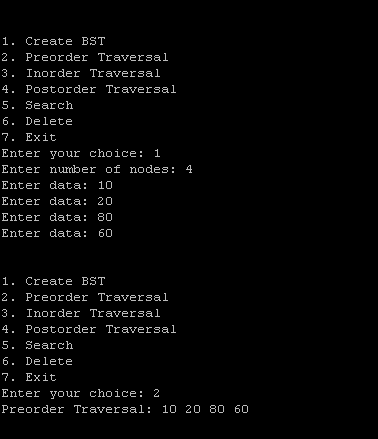 1. Create BST
2. Preorder Traversal
3. Inorder Traversal
4. Postorder Traversal
5. Search
6. Delete
7. Exit
Enter your choice: 1
Enter number of nodes: 4
Enter data: 10
Enter data: 20
Enter data: 80
Enter data: 60
1. Create BST
2. Preorder Traversal
3. Inorder Traversal
4. Postorder Traversal
5. Search
6. Delete
7. Exit
Enter your choice: 2
Preorder Traversal: 10 20 80 60